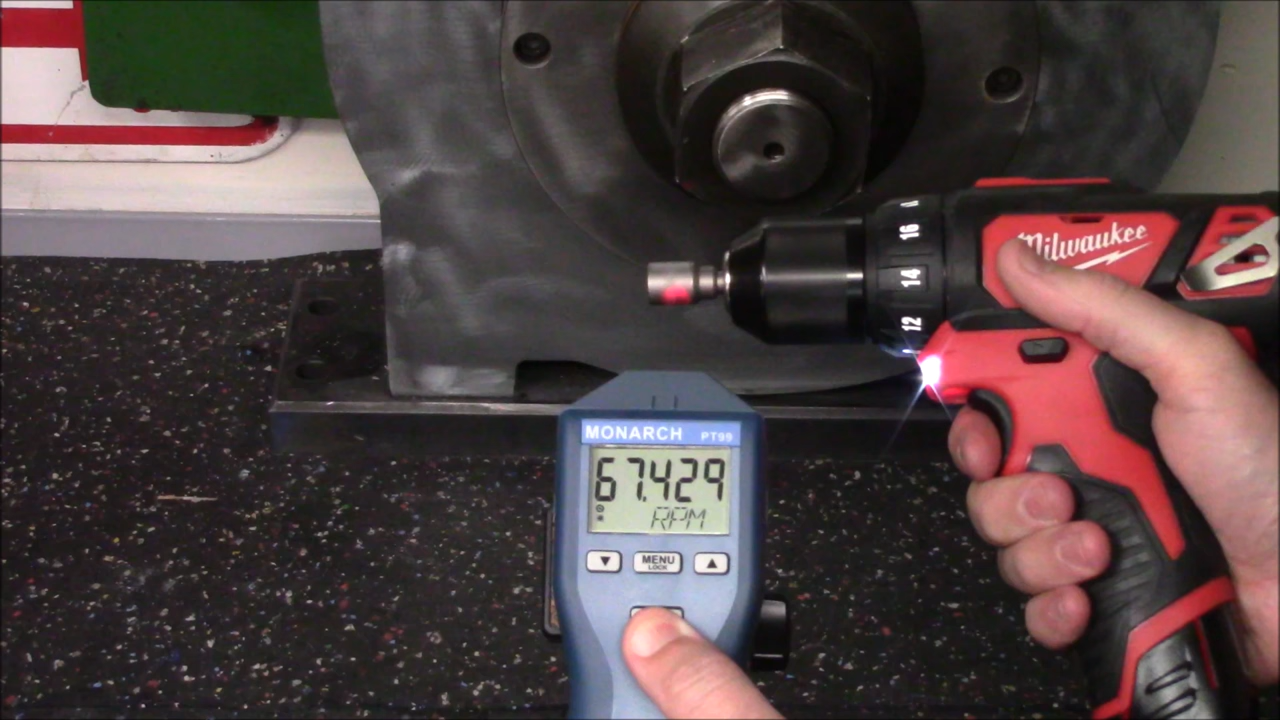 16
Milwaukee
14
12
MONARCH PT99
67.429
RPM
▼ MENU ▲
LOCK